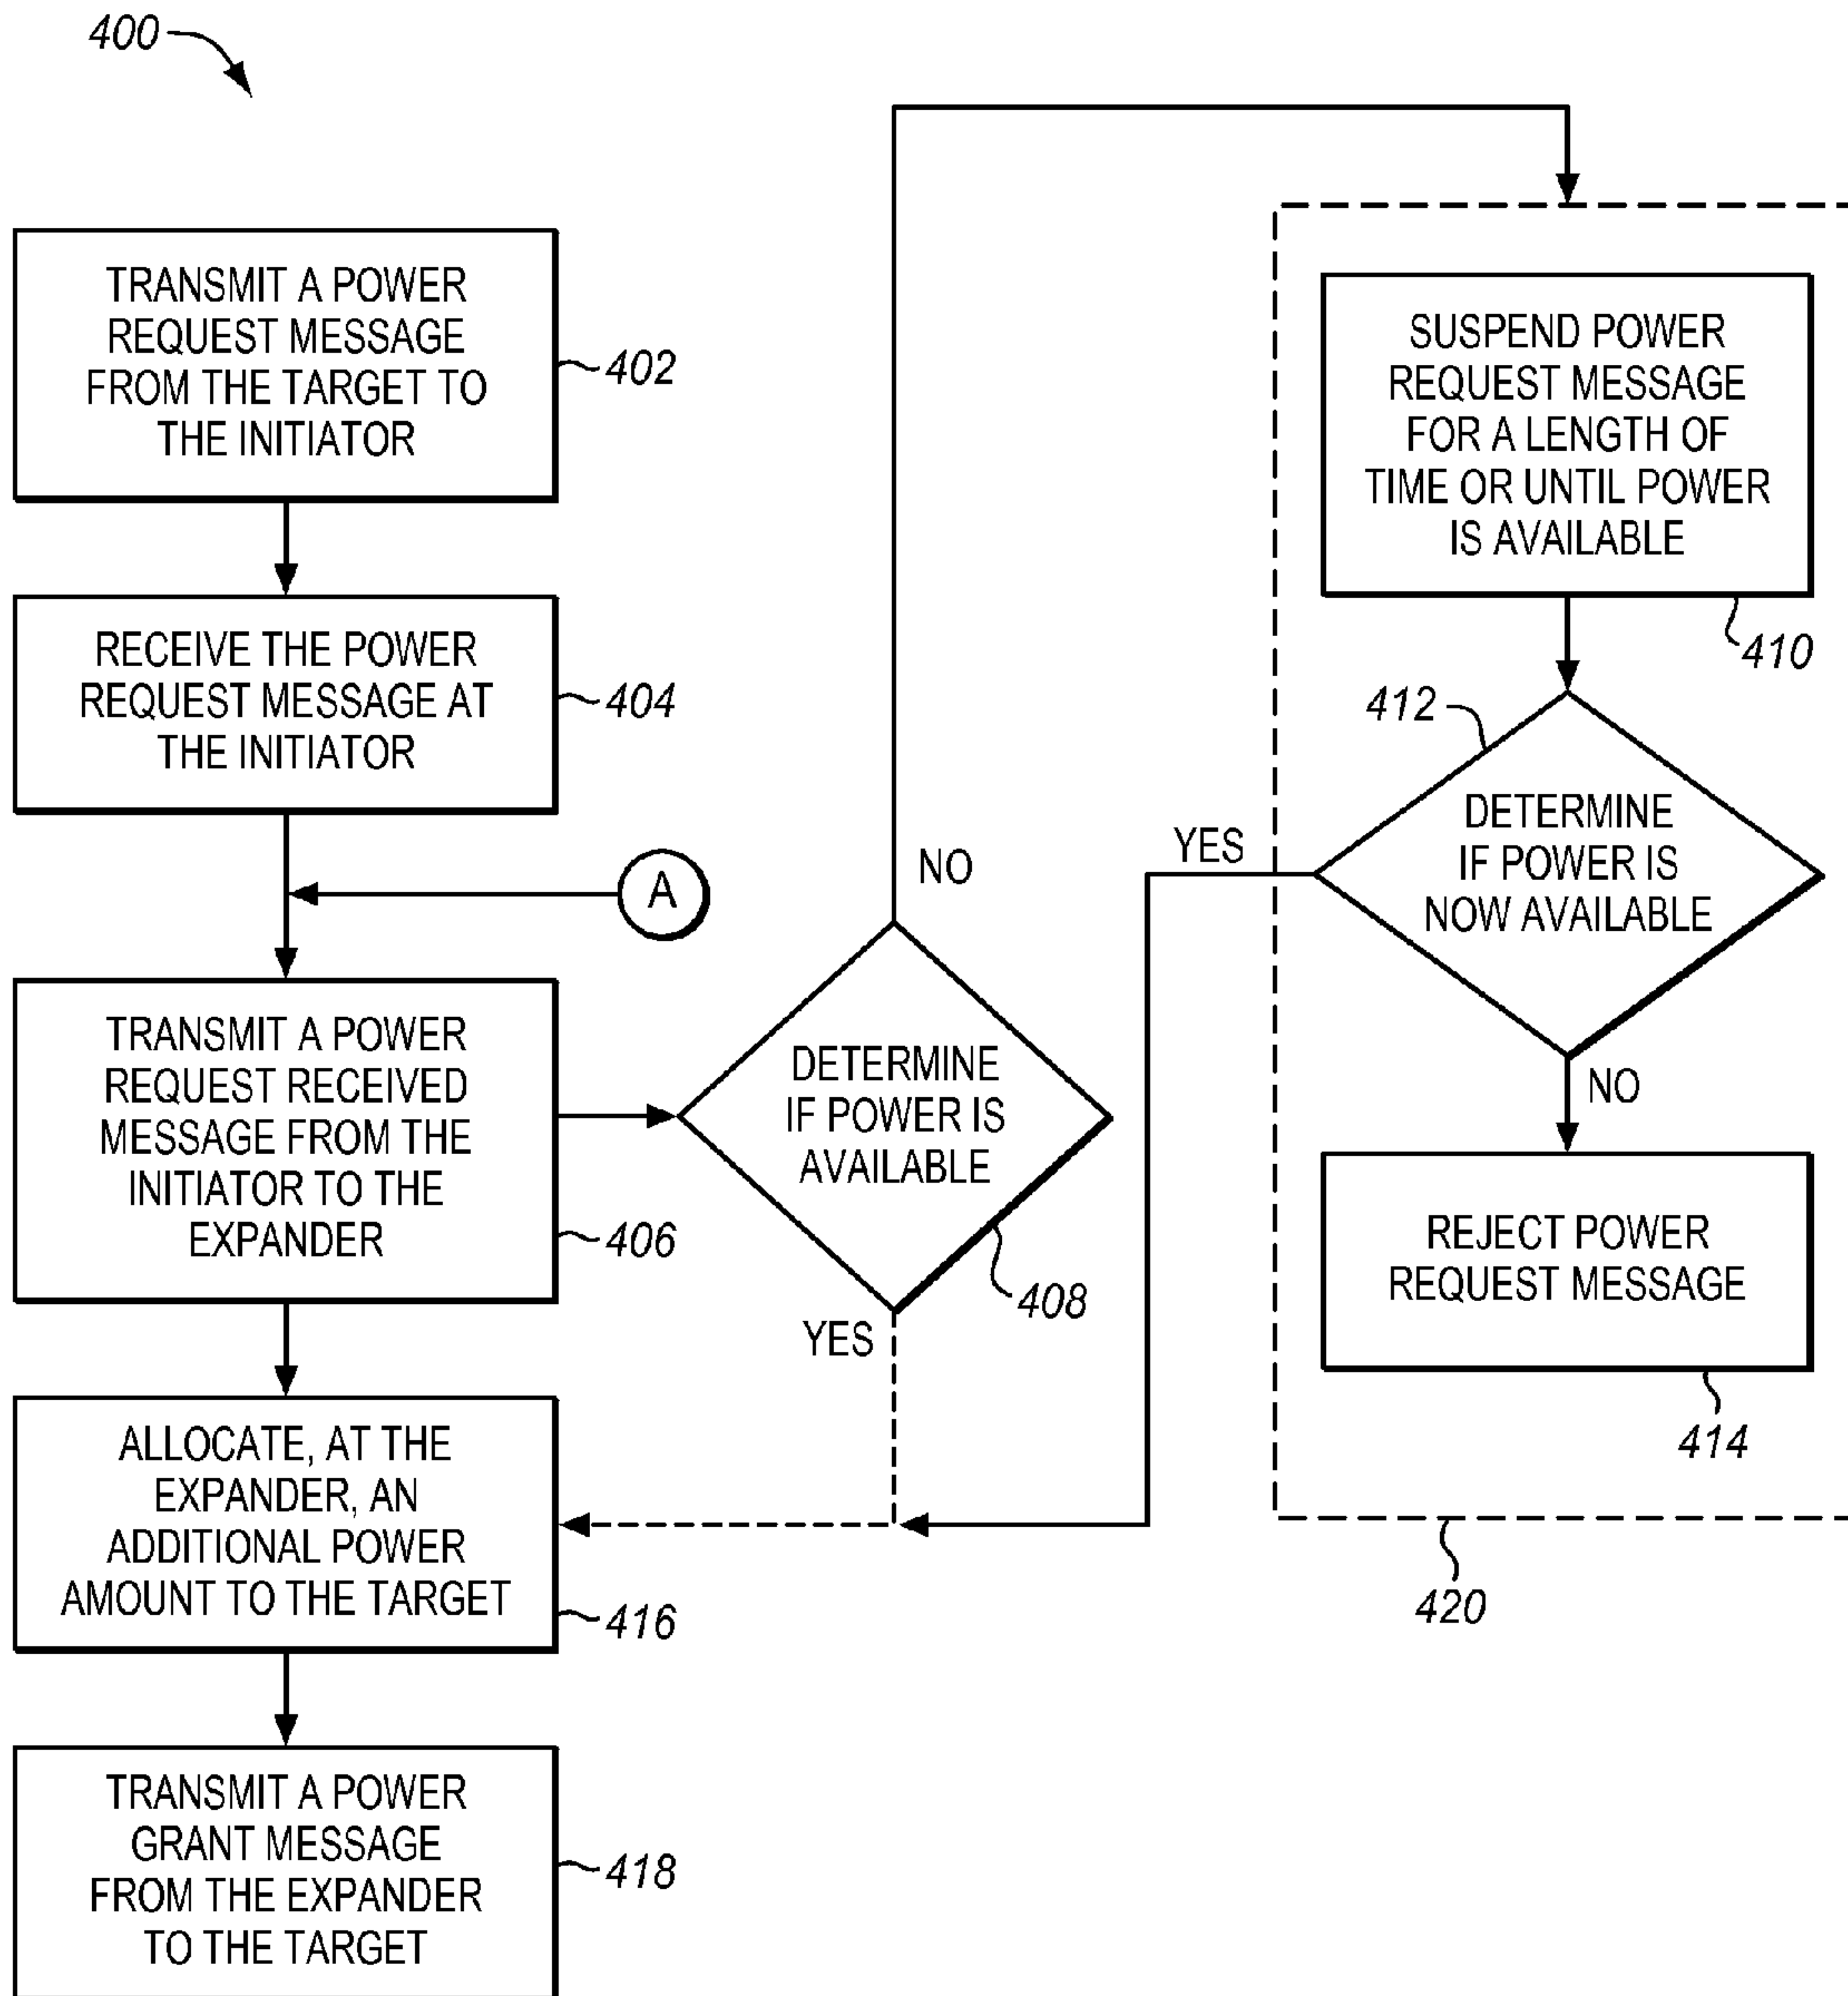 400
TRANSMIT A POWER
REQUEST MESSAGE
FROM THE TARGET TO
THE INITIATOR
402
RECEIVE THE POWER
REQUEST MESSAGE AT
THE INITIATOR
404
A
TRANSMIT A POWER
REQUEST RECEIVED
MESSAGE FROM THE
INITIATOR TO THE
EXPANDER
406
DETERMINE
IF POWER IS
AVAILABLE
408
NO
YES
SUSPEND POWER
REQUEST MESSAGE
FOR A LENGTH OF
TIME OR UNTIL POWER
IS AVAILABLE
410
412
DETERMINE
IF POWER IS
NOW AVAILABLE
YES
NO
REJECT POWER
REQUEST MESSAGE
414
420
ALLOCATE, AT THE
EXPANDER, AN
ADDITIONAL POWER
AMOUNT TO THE TARGET
416
TRANSMIT A POWER
GRANT MESSAGE
FROM THE EXPANDER
TO THE TARGET
418